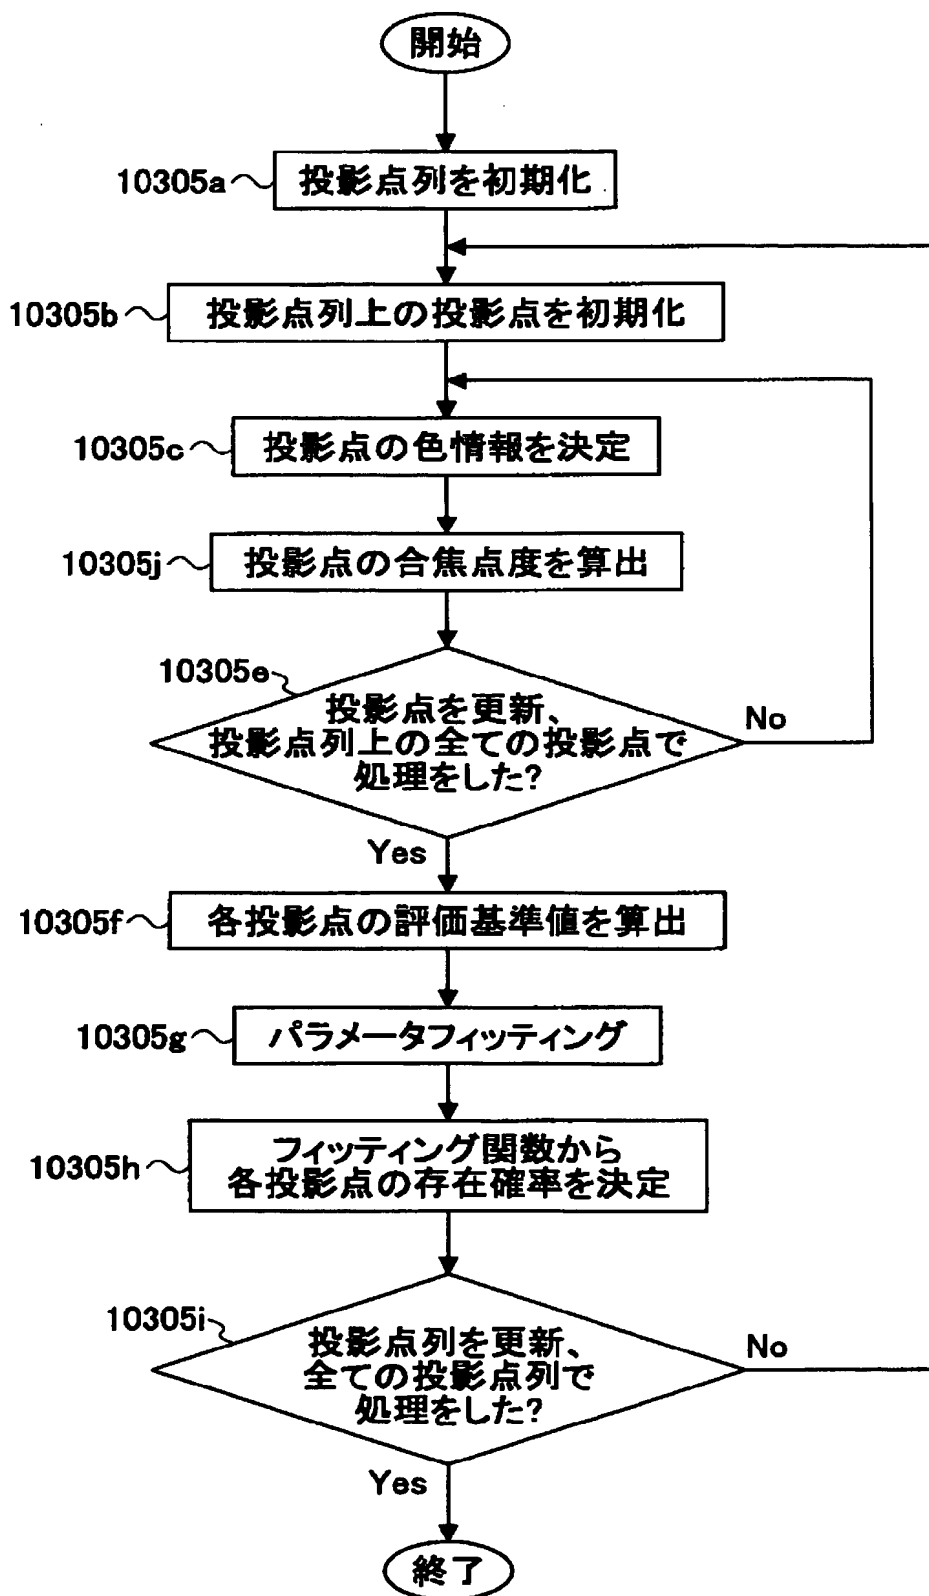 開始
10305a
投影点列を初期化
10305b
投影点列上の投影点を初期化
10305c
投影点の色情報を決定
10305j
投影点の合焦点度を算出
10305e
投影点を更新、
投影点列上の全ての投影点で
処理をした?
No
Yes
10305f
各投影点の評価基準値を算出
10305g
パラメータフィッティング
10305h
フィッティング関数から
各投影点の存在確率を決定
10305i
投影点列を更新、
全ての投影点列で
処理をした?
No
Yes
終了